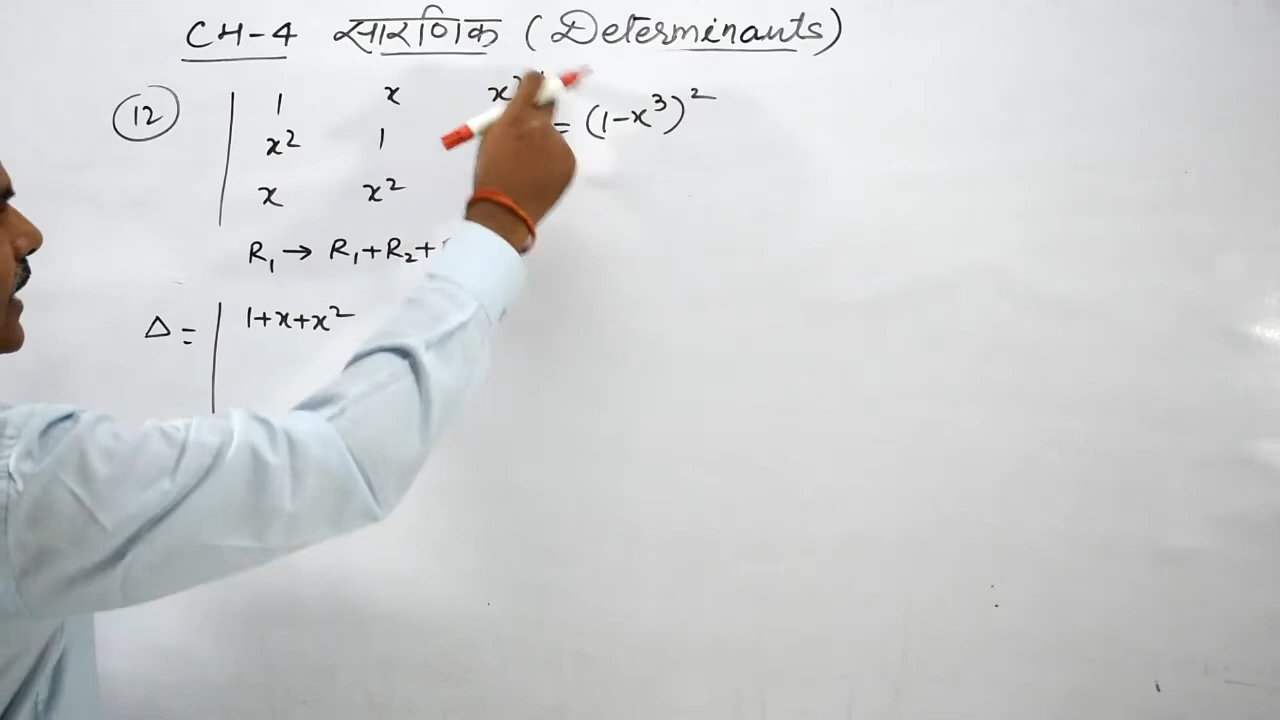 CH-4 सारणिक (Determinants)
(12) | 1 x x² = (1-x³)²
x² 1
x x²
R₁ → R₁+R₂+
Δ = | 1+x+x²